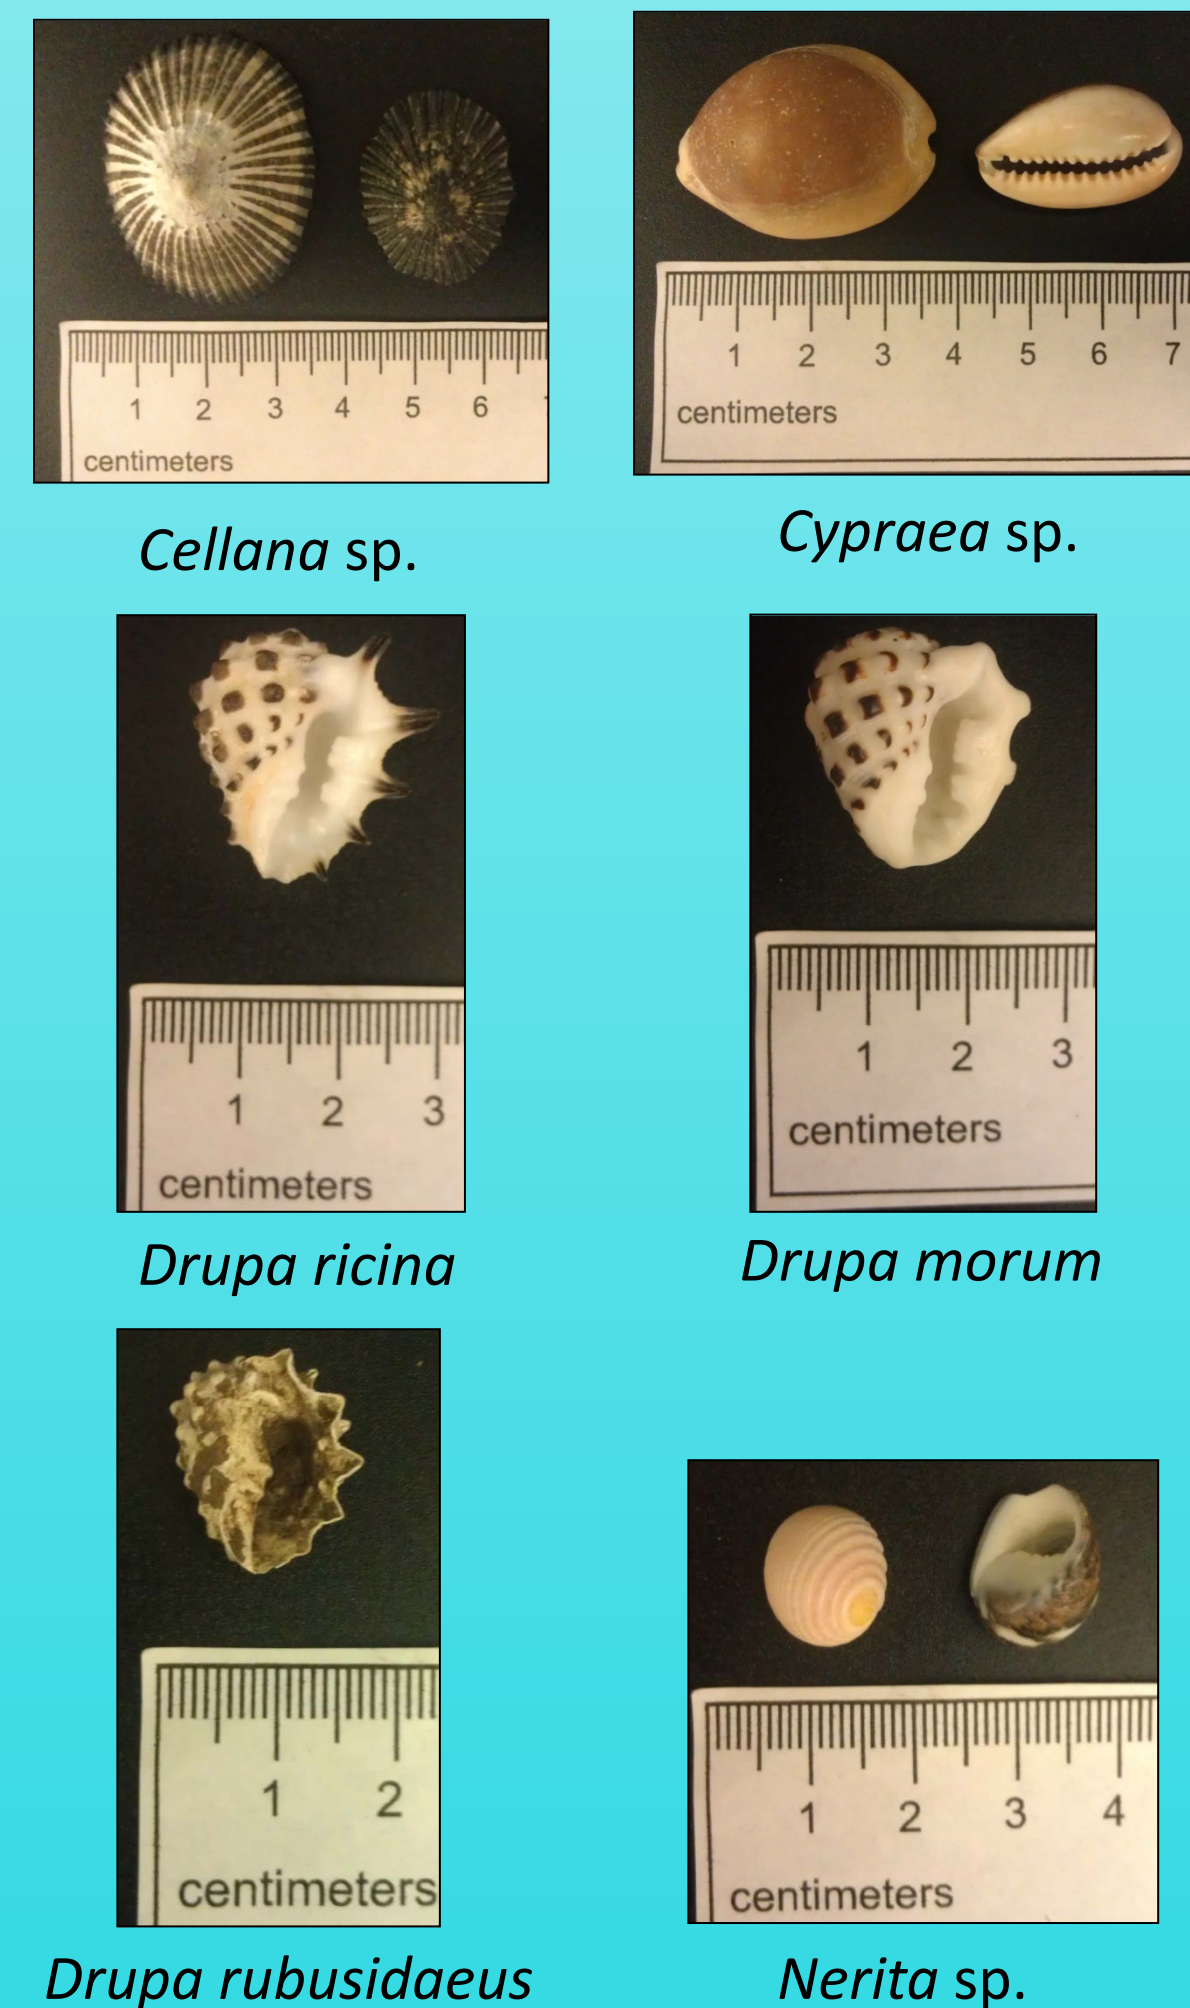 1 2 3 4 5 6
centimeters
1 2 3 4 5 6 7
centimeters
Cellana sp.
Cypraea sp.
1 2 3
centimeters
1 2 3
centimeters
Drupa ricina
Drupa morum
1 2
centimeters
1 2 3 4
centimeters
Drupa rubusidaeus
Nerita sp.